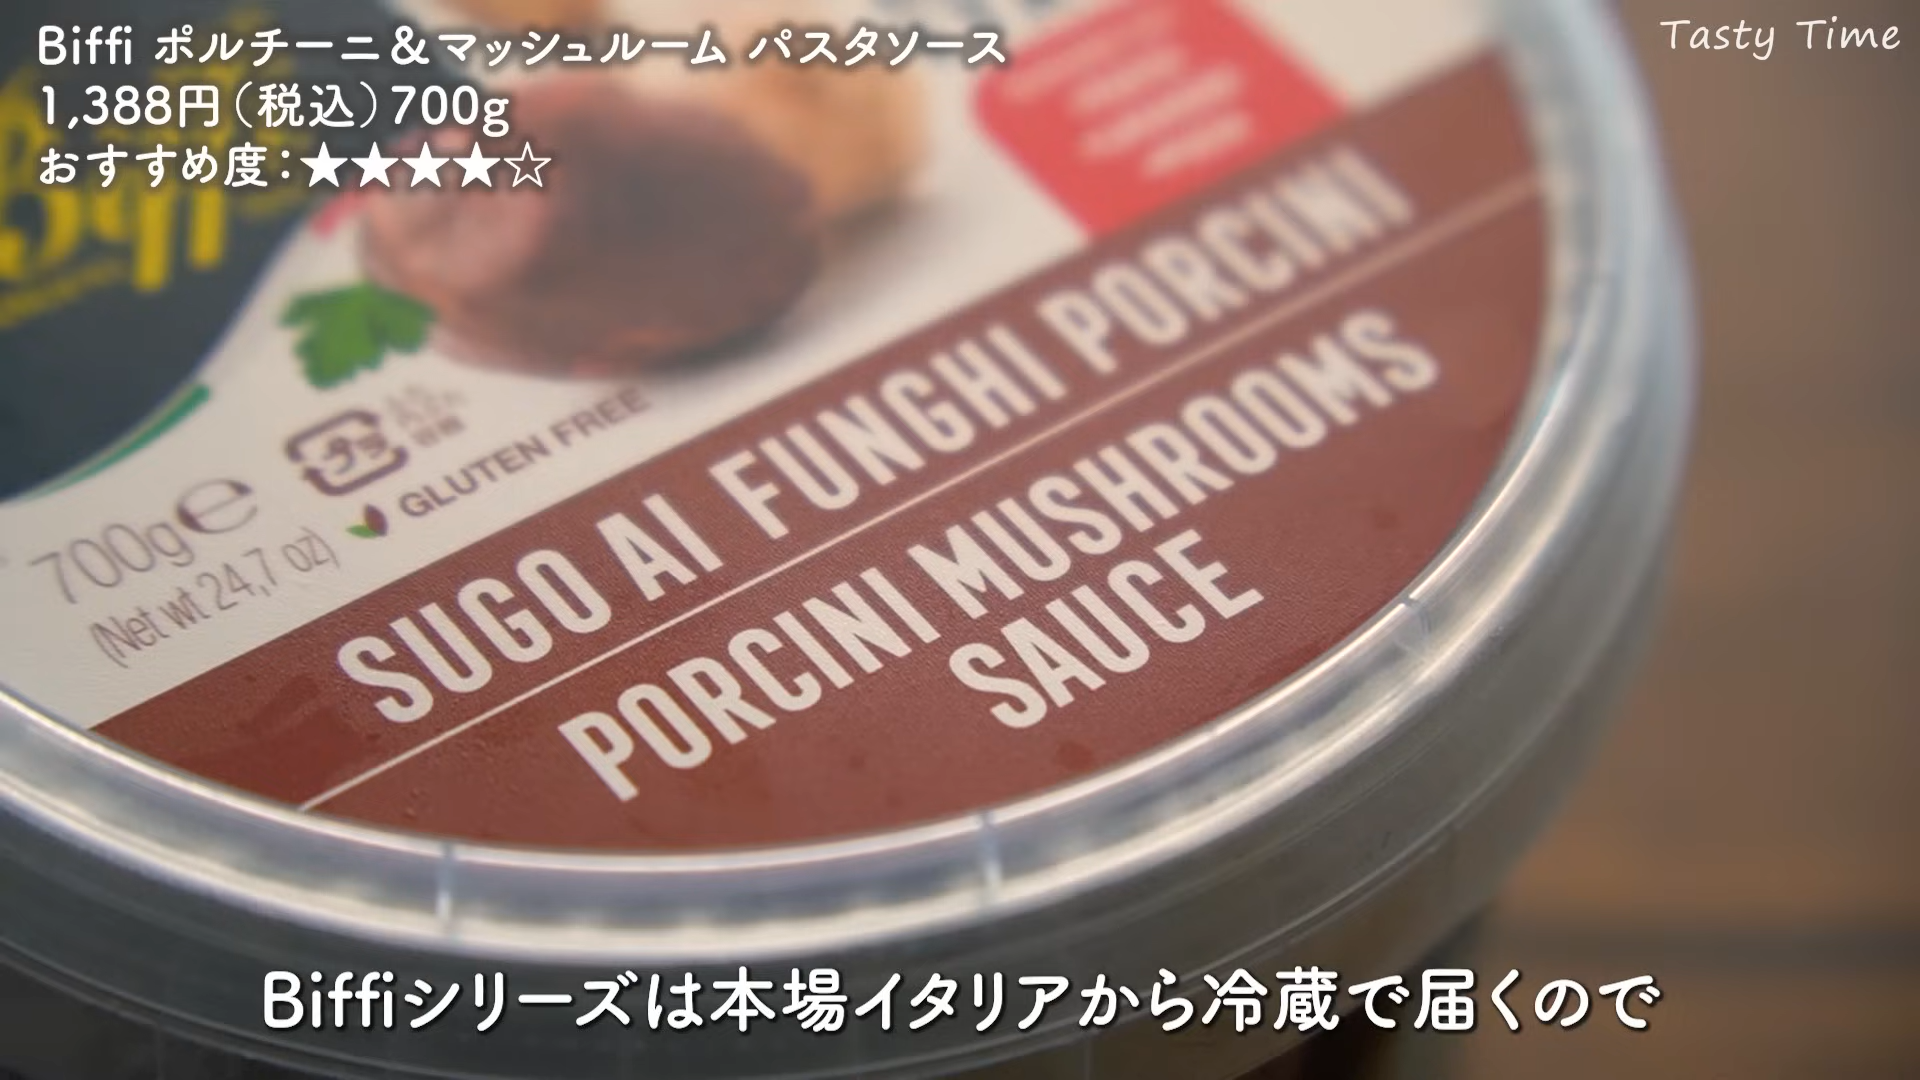 Biffi ポルチーニ&マッシュルーム パスタソース
1,388円(税込)700g
おすすめ度:★★★★☆
Tasty Time
Biffi
プラ
GLUTEN FREE
700g℮
(Net wt 24,7 oz)
SUGO AI FUNGHI PORCINI
PORCINI MUSHROOMS
SAUCE
Biffiシリーズは本場イタリアから冷蔵で届くので